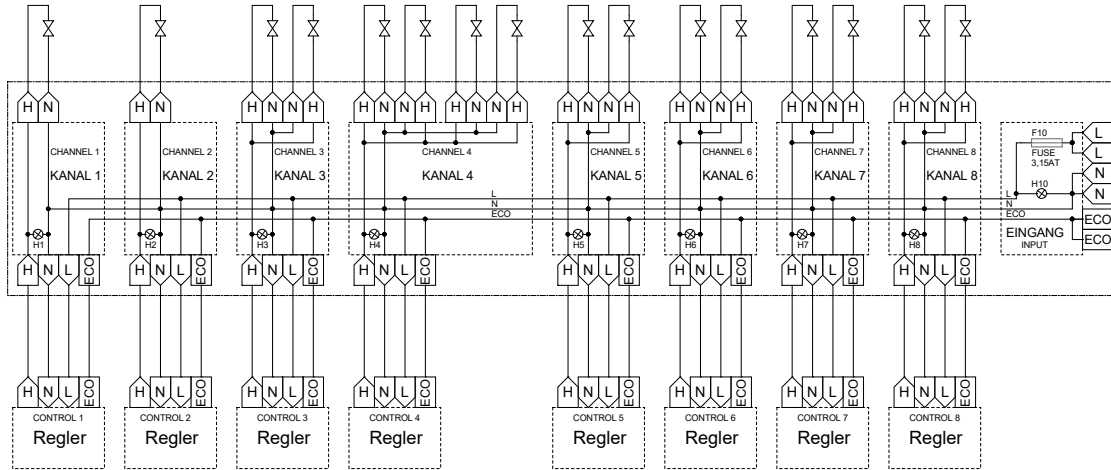 H N H N H N N H H N N H H N N H H N N H H N N H H N N H H N N H
CHANNEL 1 CHANNEL 2 CHANNEL 3 CHANNEL 4 CHANNEL 5 CHANNEL 6 CHANNEL 7 CHANNEL 8
KANAL 1 KANAL 2 KANAL 3 KANAL 4 KANAL 5 KANAL 6 KANAL 7 KANAL 8
F10
FUSE
3,15AT
L
L
N
H10
N
L L
N N
ECO ECO
ECO
EINGANG
INPUT
ECO
H1 H2 H3 H4 H5 H6 H7 H8
H N L ECO H N L ECO H N L ECO H N L ECO H N L ECO H N L ECO H N L ECO H N L ECO
H N L ECO H N L ECO H N L ECO H N L ECO H N L ECO H N L ECO H N L ECO H N L ECO
CONTROL 1 CONTROL 2 CONTROL 3 CONTROL 4 CONTROL 5 CONTROL 6 CONTROL 7 CONTROL 8
Regler Regler Regler Regler Regler Regler Regler Regler